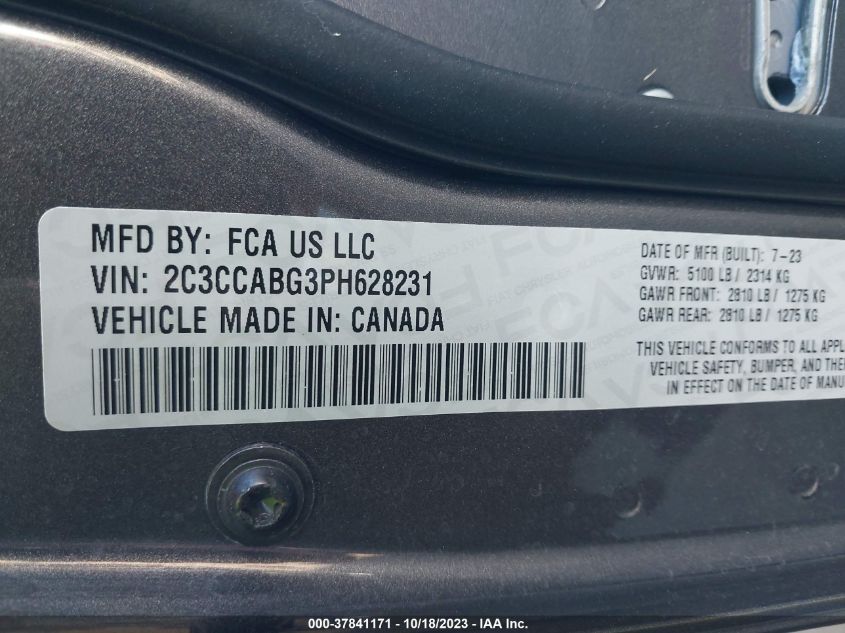 MFD BY: FCA US LLC
VIN: 2C3CCABG3PH628231
VEHICLE MADE IN: CANADA
DATE OF MFR (BUILT): 7-23
GVWR: 5100 LB / 2314 KG
GAWR FRONT: 2810 LB / 1275 KG
GAWR REAR: 2810 LB / 1275 KG
THIS VEHICLE CONFORMS TO ALL APPL
VEHICLE SAFETY, BUMPER, AND THE
IN EFFECT ON THE DATE OF MANU
000-37841171 | 10/18/2023 - USA, IAA Inc.